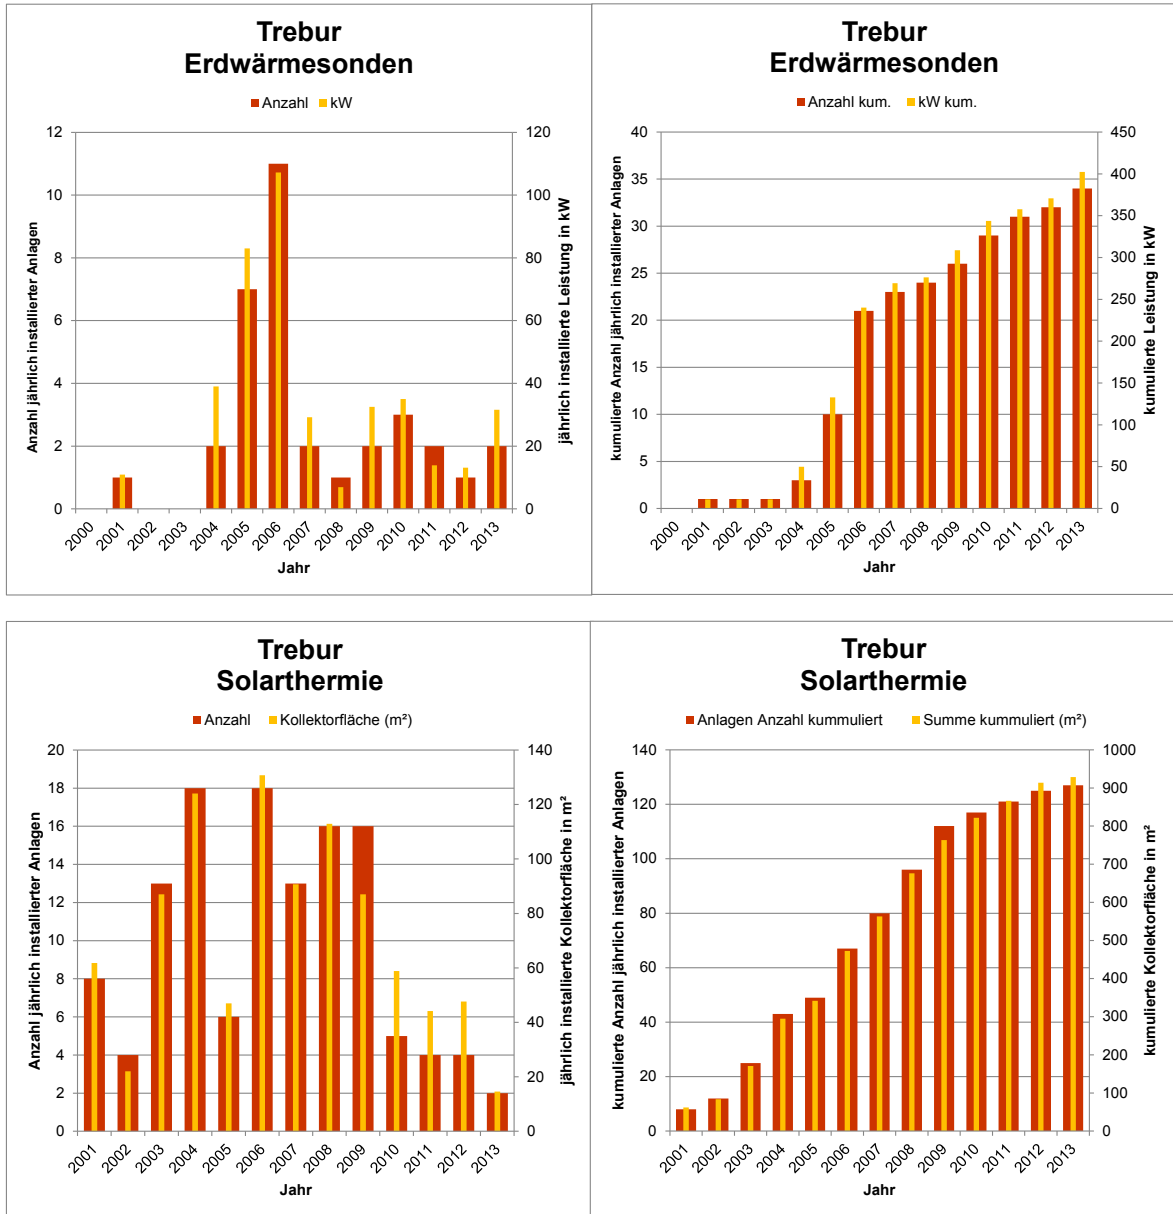 Trebur
Erdwärmesonden
Anzahl kW
Anzahl jährlich installierter Anlagen
12
10
8
6
4
2
0
120
100
80
60
40
20
0
jährlich installierte Leistung in kW
2000 2001 2002 2003 2004 2005 2006 2007 2008 2009 2010 2011 2012 2013
Jahr
Trebur
Erdwärmesonden
Anzahl kum. kW kum.
kumulierte Anzahl jährlich installierter Anlagen
40
35
30
25
20
15
10
5
0
450
400
350
300
250
200
150
100
50
0
kumulierte Leistung in kW
2000 2001 2002 2003 2004 2005 2006 2007 2008 2009 2010 2011 2012 2013
Jahr
Trebur
Solarthermie
Anzahl Kollektorfläche (m²)
Anzahl jährlich installierter Anlagen
20
18
16
14
12
10
8
6
4
2
0
140
120
100
80
60
40
20
0
jährlich installierte Kollektorfläche in m²
2001 2002 2003 2004 2005 2006 2007 2008 2009 2010 2011 2012 2013
Jahr
Trebur
Solarthermie
Anlagen Anzahl kummuliert Summe kummuliert (m²)
kumulierte Anzahl jährlich installierter Anlagen
140
120
100
80
60
40
20
0
1000
900
800
700
600
500
400
300
200
100
0
kumulierte Kollektorfläche in m²
2001 2002 2003 2004 2005 2006 2007 2008 2009 2010 2011 2012 2013
Jahr